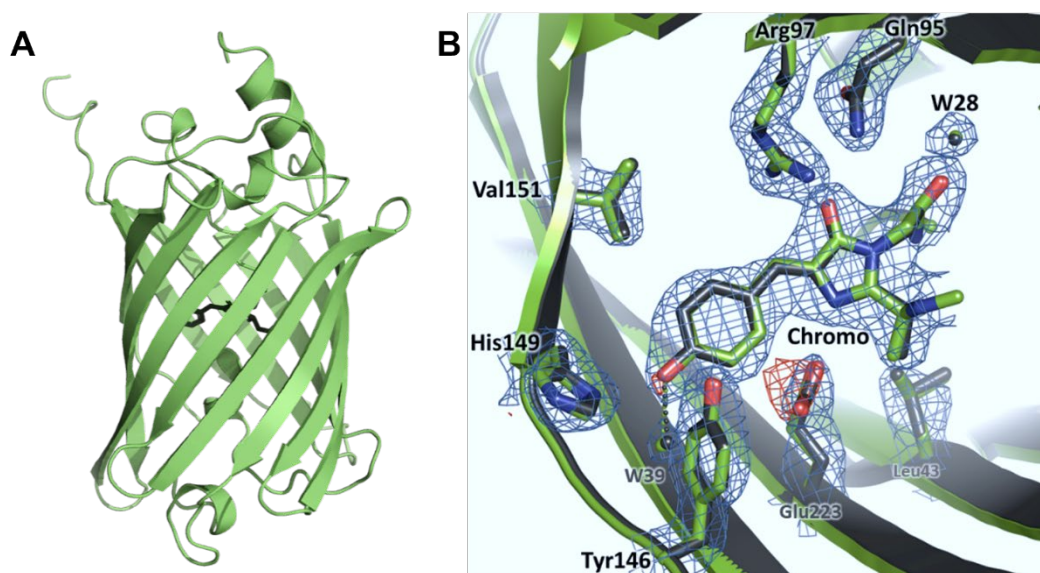 A
B
Arg97
Gln95
W28
Val151
Chromo
His149
W39
Leu43
Glu223
Tyr146